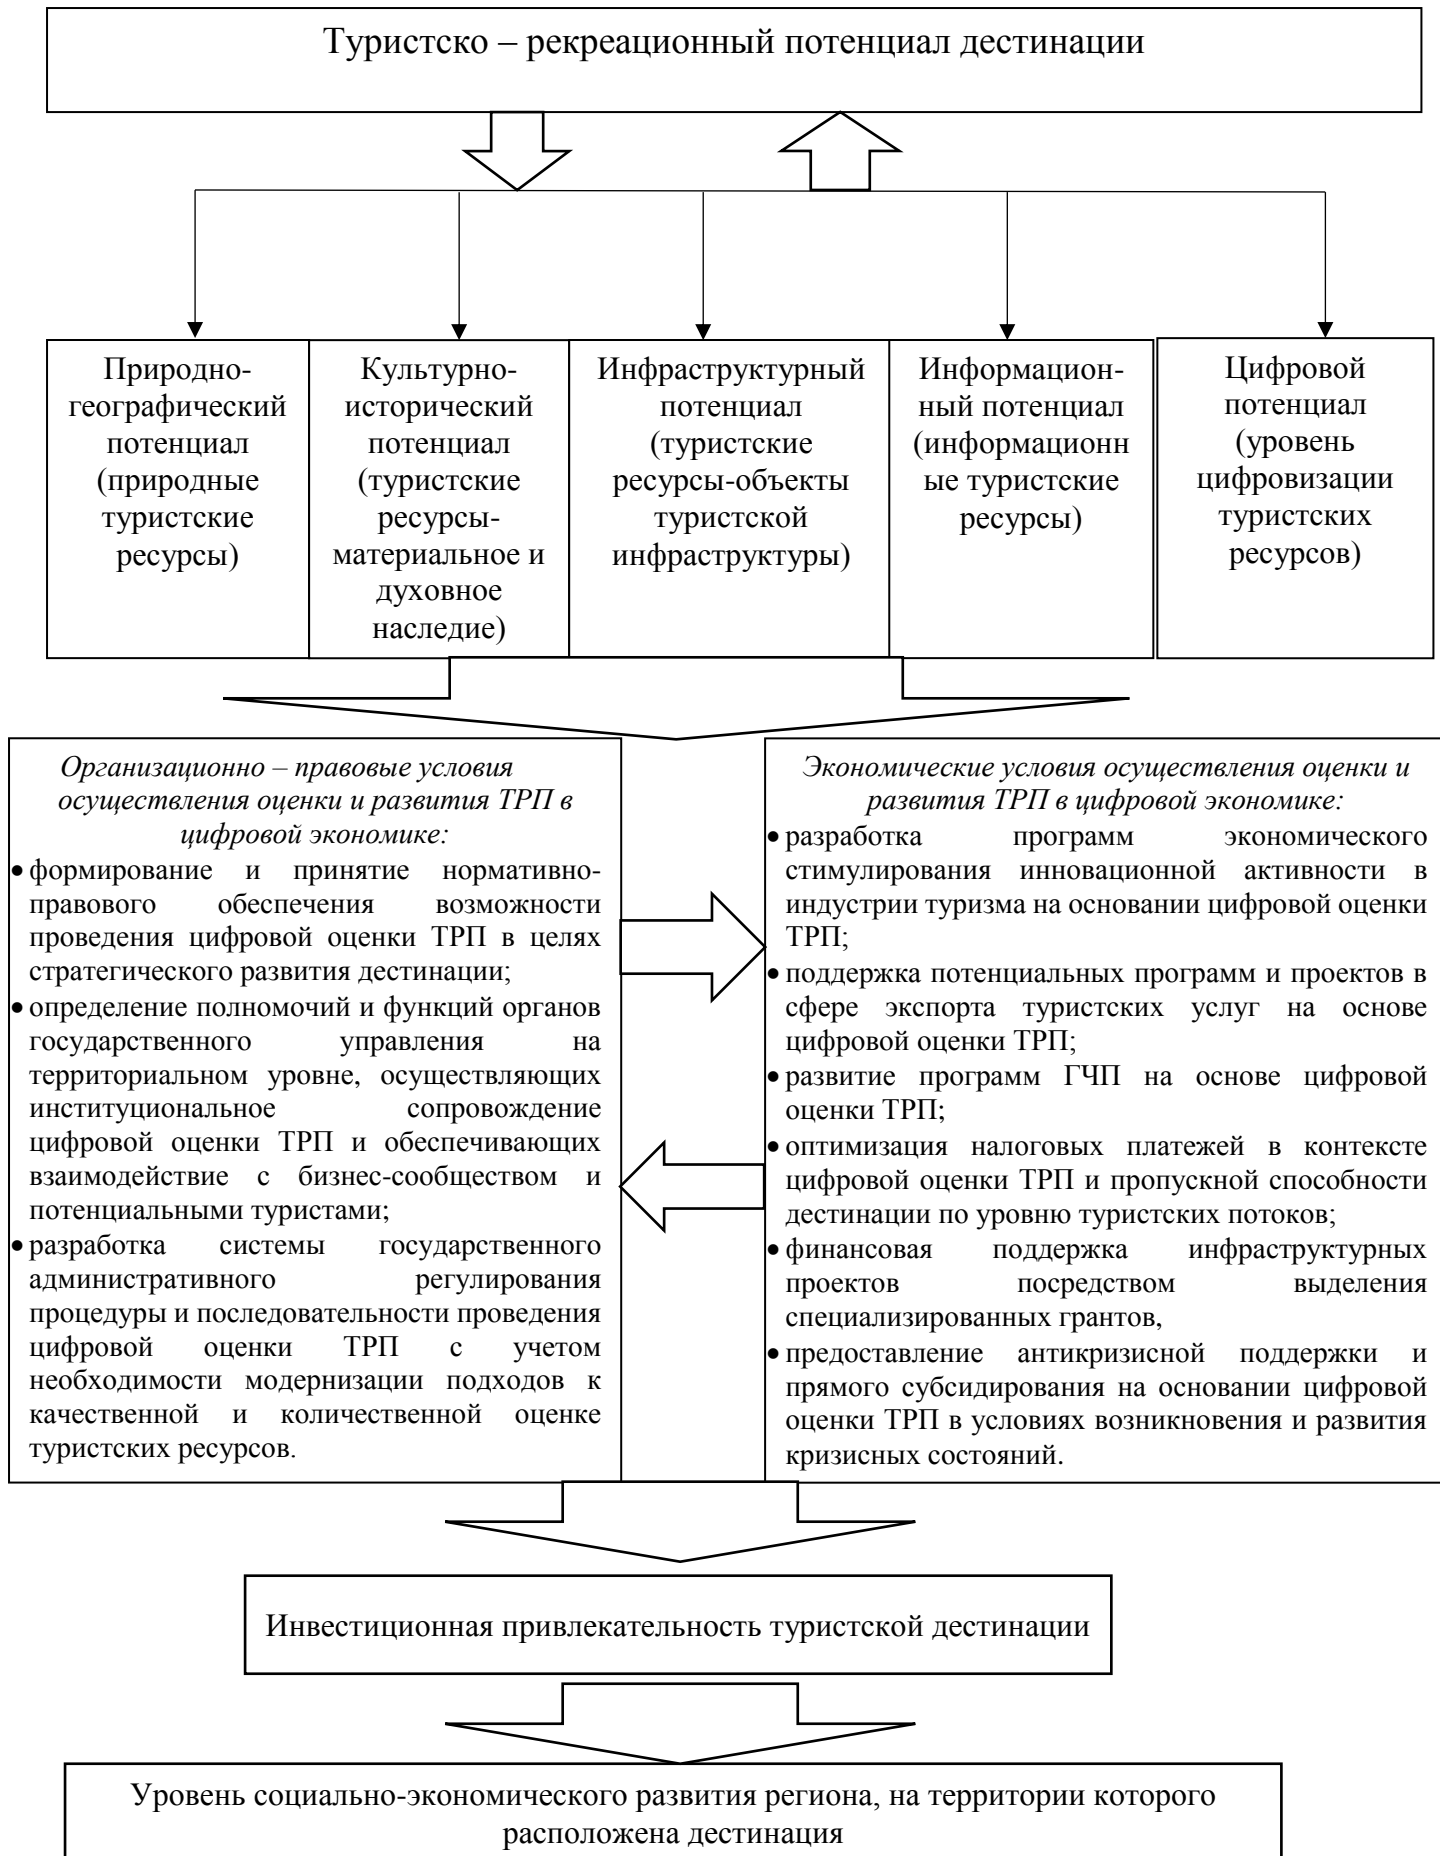 Туристско – рекреационный потенциал дестинации
Природно-
географический
потенциал
(природные
туристские
ресурсы)
Культурно-
исторический
потенциал
(туристские
ресурсы-
материальное и
духовное
наследие)
Инфраструктурный
потенциал
(туристские
ресурсы-объекты
туристской
инфраструктуры)
Информацион-
ный потенциал
(информационн
ые туристские
ресурсы)
Цифровой
потенциал
(уровень
цифровизации
туристских
ресурсов)
Организационно – правовые условия
осуществления оценки и развития ТРП в
цифровой экономике:
• формирование и принятие нормативно-
правового обеспечения возможности
проведения цифровой оценки ТРП в целях
стратегического развития дестинации;
• определение полномочий и функций органов
государственного управления на
территориальном уровне, осуществляющих
институциональное сопровождение
цифровой оценки ТРП и обеспечивающих
взаимодействие с бизнес-сообществом и
потенциальными туристами;
• разработка системы государственного
административного регулирования
процедуры и последовательности проведения
цифровой оценки ТРП с учетом
необходимости модернизации подходов к
качественной и количественной оценке
туристских ресурсов.
Экономические условия осуществления оценки и
развития ТРП в цифровой экономике:
• разработка программ экономического
стимулирования инновационной активности в
индустрии туризма на основании цифровой оценки
ТРП;
• поддержка потенциальных программ и проектов в
сфере экспорта туристских услуг на основе
цифровой оценки ТРП;
• развитие программ ГЧП на основе цифровой
оценки ТРП;
• оптимизация налоговых платежей в контексте
цифровой оценки ТРП и пропускной способности
дестинации по уровню туристских потоков;
• финансовая поддержка инфраструктурных
проектов посредством выделения
специализированных грантов,
• предоставление антикризисной поддержки и
прямого субсидирования на основании цифровой
оценки ТРП в условиях возникновения и развития
кризисных состояний.
Инвестиционная привлекательность туристской дестинации
Уровень социально-экономического развития региона, на территории которого
расположена дестинация